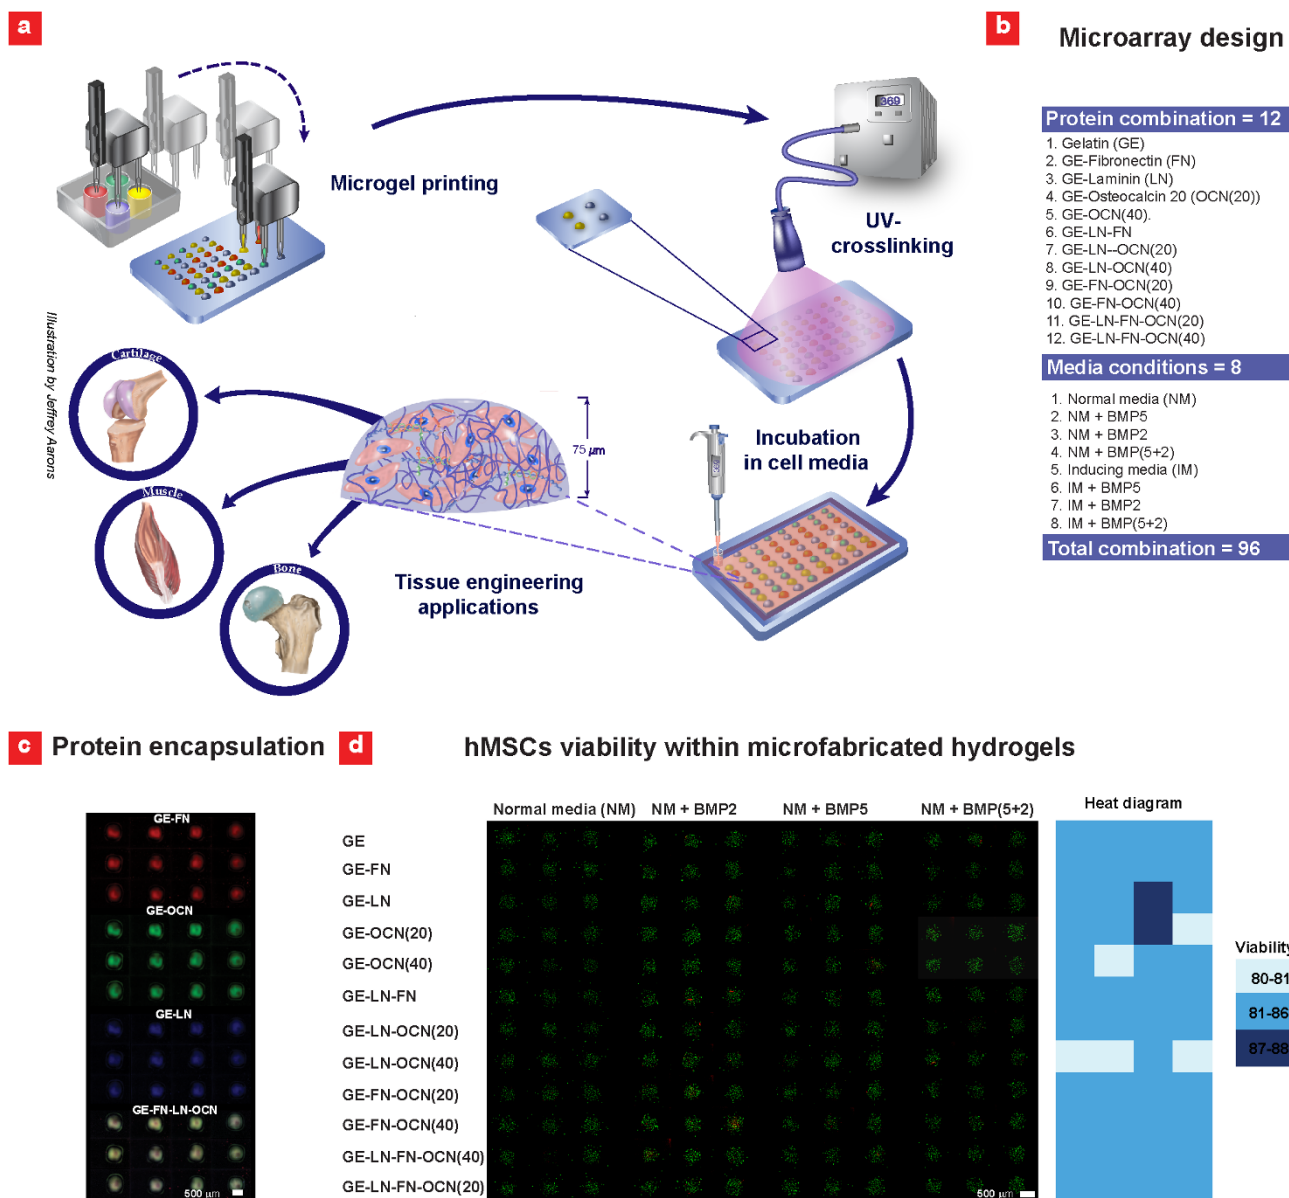 a
Microgel printing
369
UV-
crosslinking
Illustration by Jeffrey Aarons
Cartilage
Muscle
Bone
75 μm
Incubation
in cell media
369
Tissue engineering
applications
b
Microarray design
Protein combination = 12
1. Gelatin (GE)
2. GE-Fibronectin (FN)
3. GE-Laminin (LN)
4. GE-Osteocalcin 20 (OCN(20))
5. GE-OCN(40).
6. GE-LN-FN
7. GE-LN--OCN(20)
8. GE-LN-OCN(40)
9. GE-FN-OCN(20)
10. GE-FN-OCN(40)
11. GE-LN-FN-OCN(20)
12. GE-LN-FN-OCN(40)
Media conditions = 8
1. Normal media (NM)
2. NM + BMP5
3. NM + BMP2
4. NM + BMP(5+2)
5. Inducing media (IM)
6. IM + BMP5
7. IM + BMP2
8. IM + BMP(5+2)
Total combination = 96
c
Protein encapsulation
GE-FN
GE-OCN
GE-LN
GE-FN-LN-OCN
500 μm
d
hMSCs viability within microfabricated hydrogels
Normal media (NM) NM + BMP2 NM + BMP5 NM + BMP(5+2)
Heat diagram
GE
GE-FN
GE-LN
GE-OCN(20)
GE-OCN(40)
GE-LN-FN
GE-LN-OCN(20)
GE-LN-OCN(40)
GE-FN-OCN(20)
GE-FN-OCN(40)
GE-LN-FN-OCN(40)
GE-LN-FN-OCN(20)
500 μm
Viability
80-81
81-86
87-88